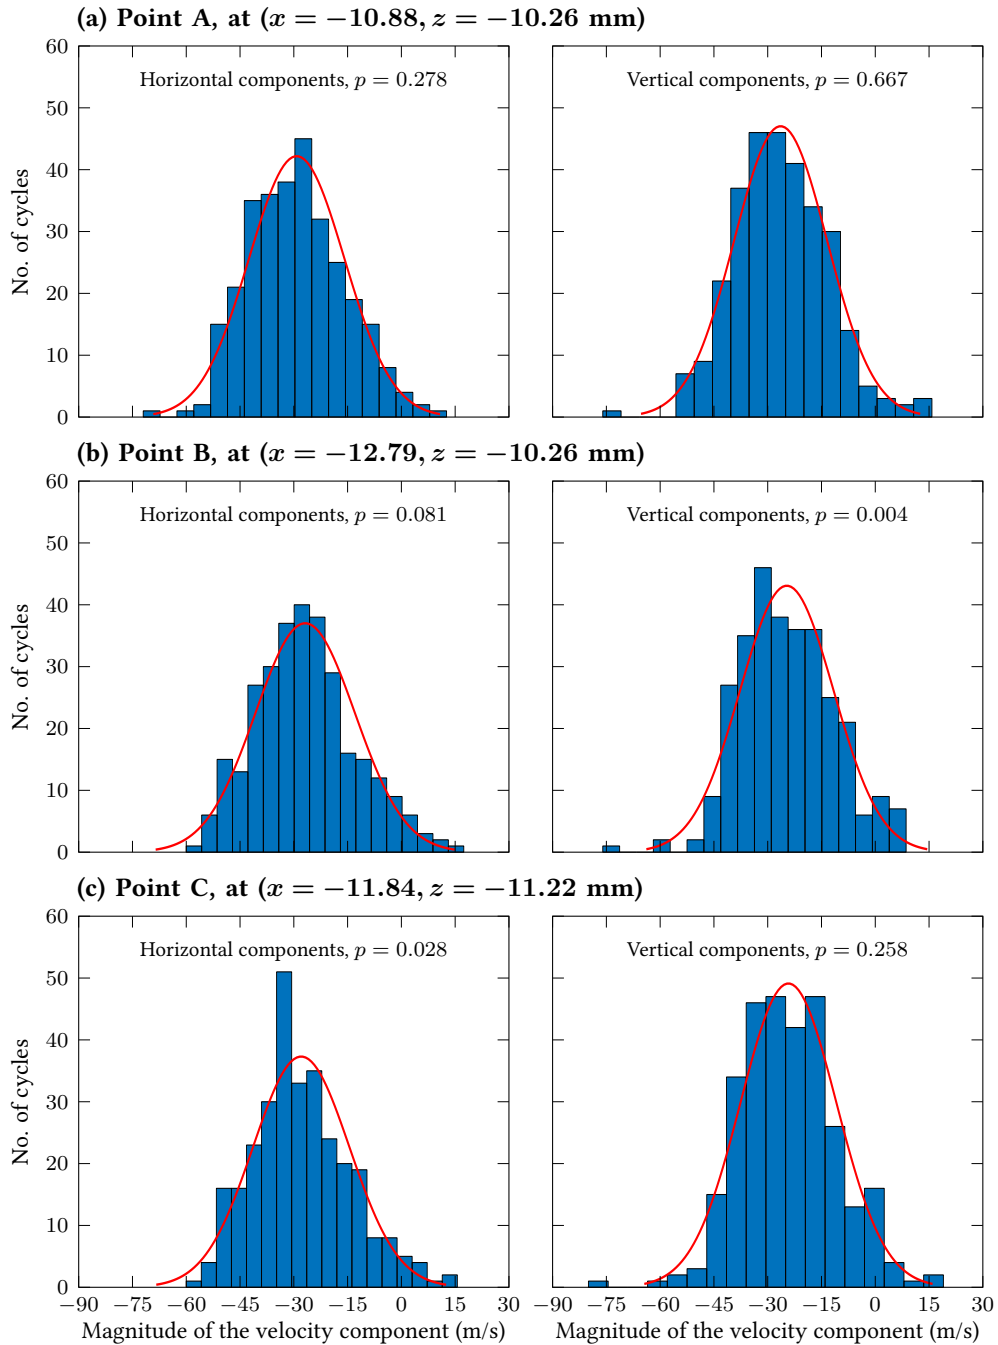 (a) Point A, at (x = −10.88, z = −10.26 mm)
60
50
40
30
20
10
0
No. of cycles
Horizontal components, p = 0.278
Vertical components, p = 0.667
(b) Point B, at (x = −12.79, z = −10.26 mm)
60
50
40
30
20
10
0
No. of cycles
Horizontal components, p = 0.081
Vertical components, p = 0.004
(c) Point C, at (x = −11.84, z = −11.22 mm)
60
50
40
30
20
10
0
No. of cycles
Horizontal components, p = 0.028
Vertical components, p = 0.258
−90 −75 −60 −45 −30 −15 0 15 30
−90 −75 −60 −45 −30 −15 0 15 30
Magnitude of the velocity component (m/s)
Magnitude of the velocity component (m/s)